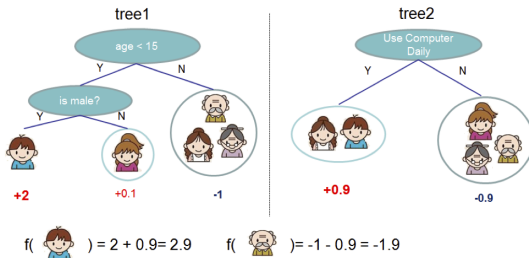 tree1
tree2
age < 15
Use Computer
Daily
Y
N
Y
N
is male?
Y
N
+2
+0.1
-1
+0.9
-0.9
f( ) = 2 + 0.9= 2.9
f( )= -1 - 0.9 = -1.9